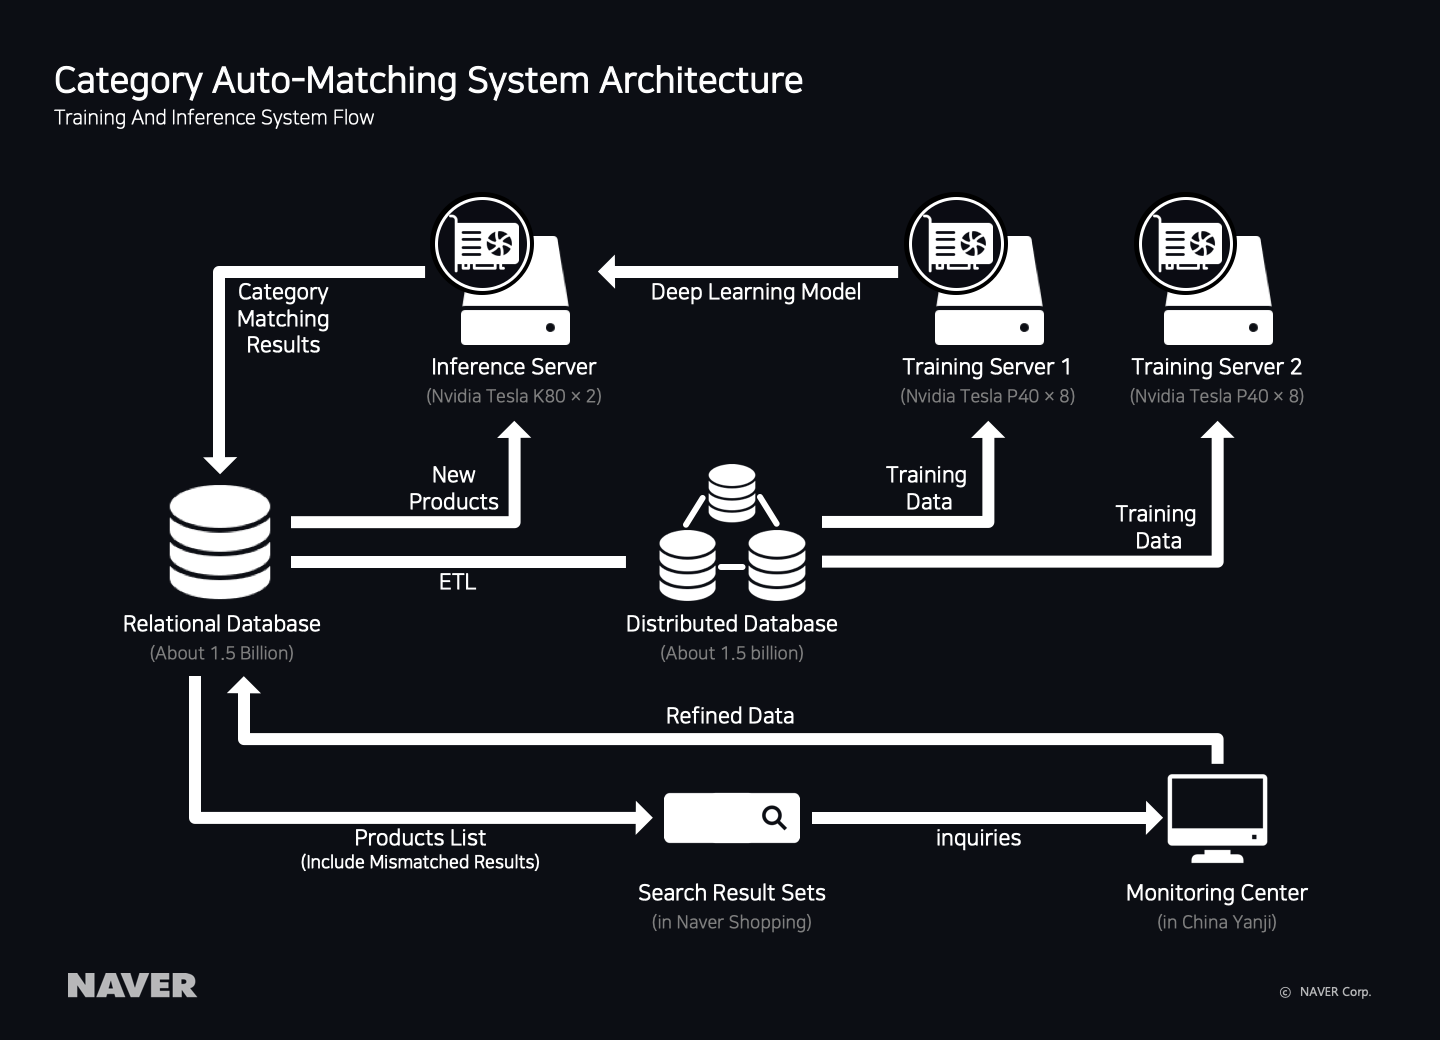 Category Auto-Matching System Architecture
Training And Inference System Flow
Category
Matching
Results
Deep Learning Model
Inference Server
(Nvidia Tesla K80 × 2)
Training Server 1
(Nvidia Tesla P40 × 8)
Training Server 2
(Nvidia Tesla P40 × 8)
New
Products
Training
Data
Training
Data
ETL
Relational Database
(About 1.5 Billion)
Distributed Database
(About 1.5 billion)
Refined Data
Products List
(Include Mismatched Results)
inquiries
Search Result Sets
(in Naver Shopping)
Monitoring Center
(in China Yanji)
NAVER
© NAVER Corp.